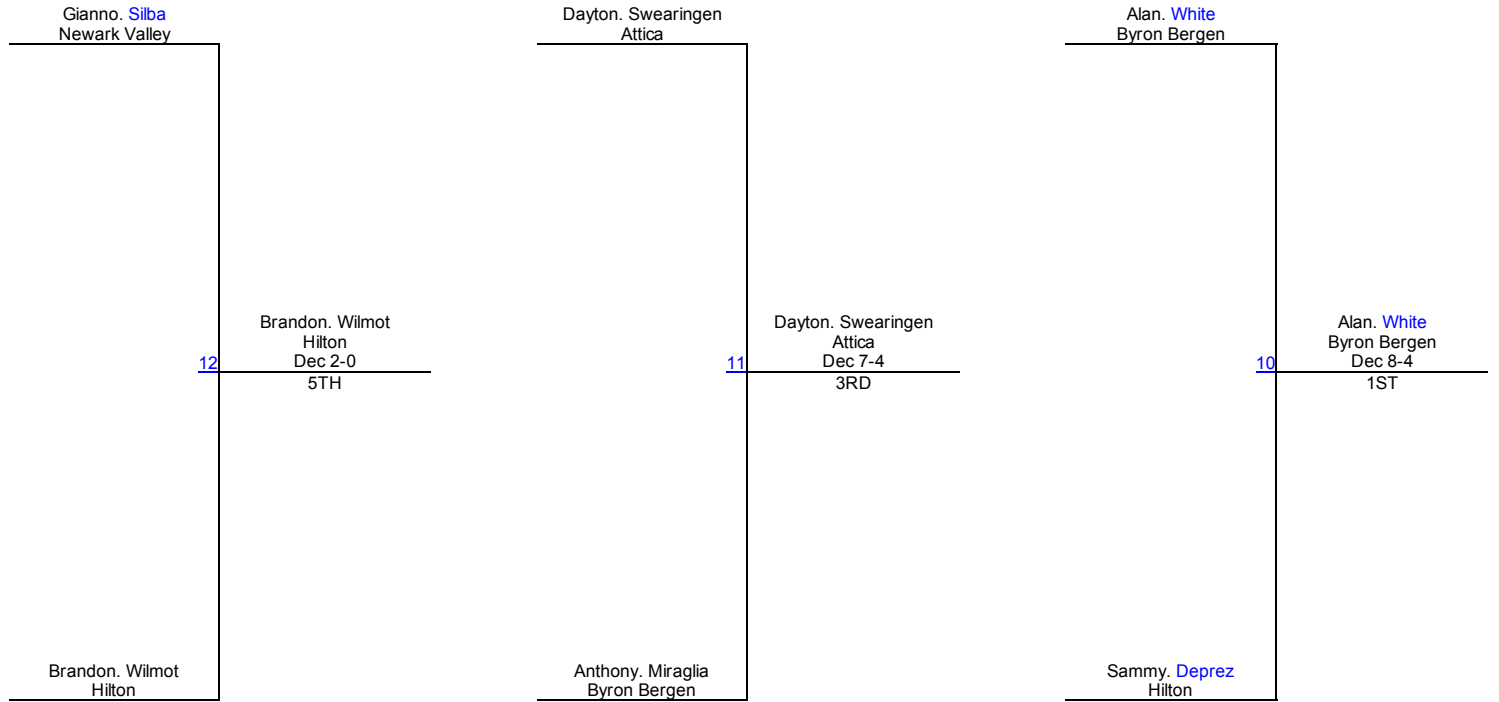 Gianno. Silba
Newark Valley
Dayton. Swearingen
Attica
Alan. White
Byron Bergen
Brandon. Wilmot
Hilton
Dec 2-0
12
5TH
Dayton. Swearingen
Attica
Dec 7-4
11
3RD
Alan. White
Byron Bergen
Dec 8-4
10
1ST
Brandon. Wilmot
Hilton
Anthony. Miraglia
Byron Bergen
Sammy. Deprez
Hilton